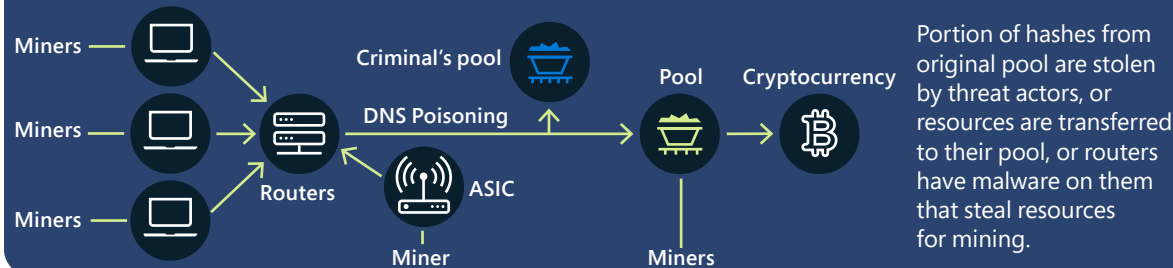 Miners
Miners
Miners
Routers
Criminal's pool
DNS Poisoning
ASIC
Miner
Pool
Miners
Cryptocurrency
Portion of hashes from
original pool are stolen
by threat actors, or
resources are transferred
to their pool, or routers
have malware on them
that steal resources
for mining.